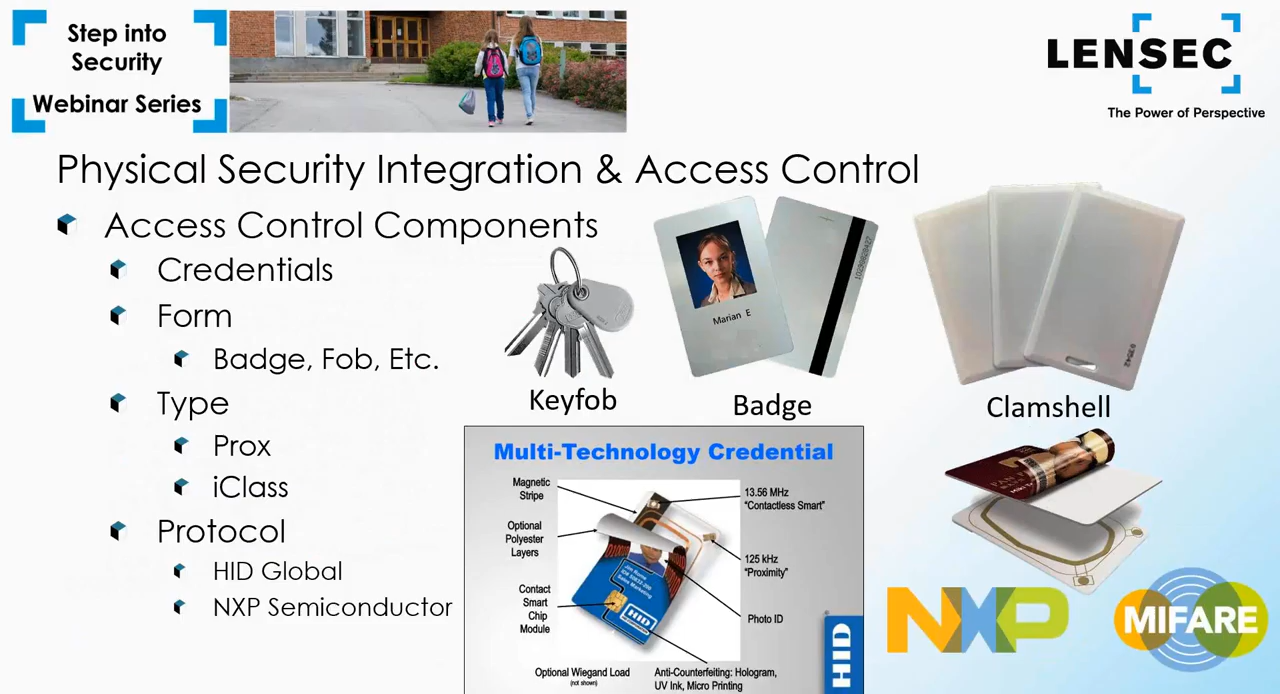 Step into
Security
Webinar Series
LENSEC
The Power of Perspective
Physical Security Integration & Access Control
Access Control Components
Credentials
Form
Badge, Fob, Etc.
Type
Prox
iClass
Protocol
HID Global
NXP Semiconductor
Keyfob
Marian E
Badge
Clamshell
Multi-Technology Credential
Magnetic
Stripe
Optional
Polyester
Layers
Contact
Smart
Chip
Module
13.56 MHz
"Contactless Smart"
125 kHz
"Proximity"
Photo ID
HID
Optional Wiegand Load
(not shown)
Anti-Counterfeiting: Hologram,
UV Ink, Micro Printing
HID
NXP
MIFARE